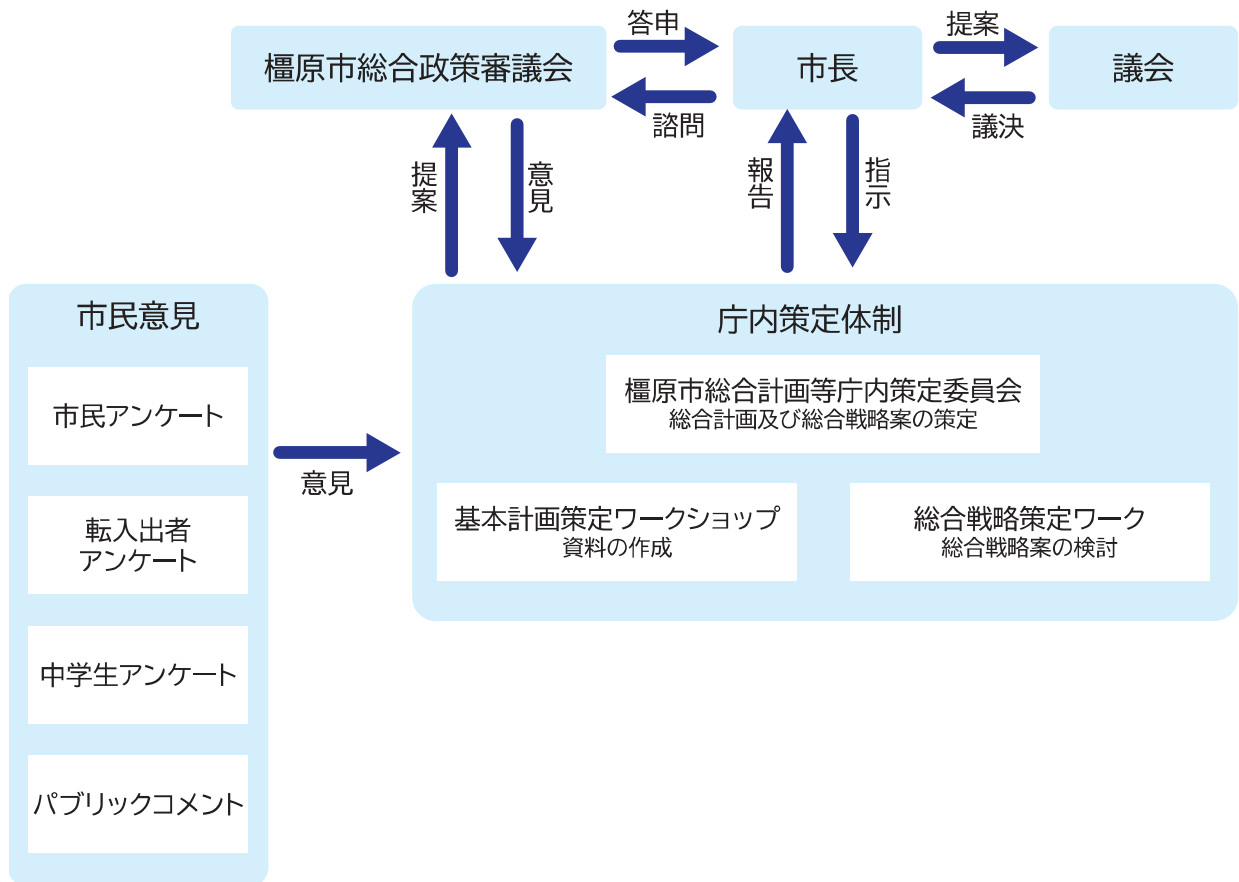 橿原市総合政策審議会
答申
諮問
市長
提案
議決
議会
提案
意見
報告
指示
市民意見
市民アンケート
転入出者
アンケート
中学生アンケート
パブリックコメント
意見
庁内策定体制
橿原市総合計画等庁内策定委員会
総合計画及び総合戦略案の策定
基本計画策定ワークショップ
資料の作成
総合戦略策定ワーク
総合戦略案の検討